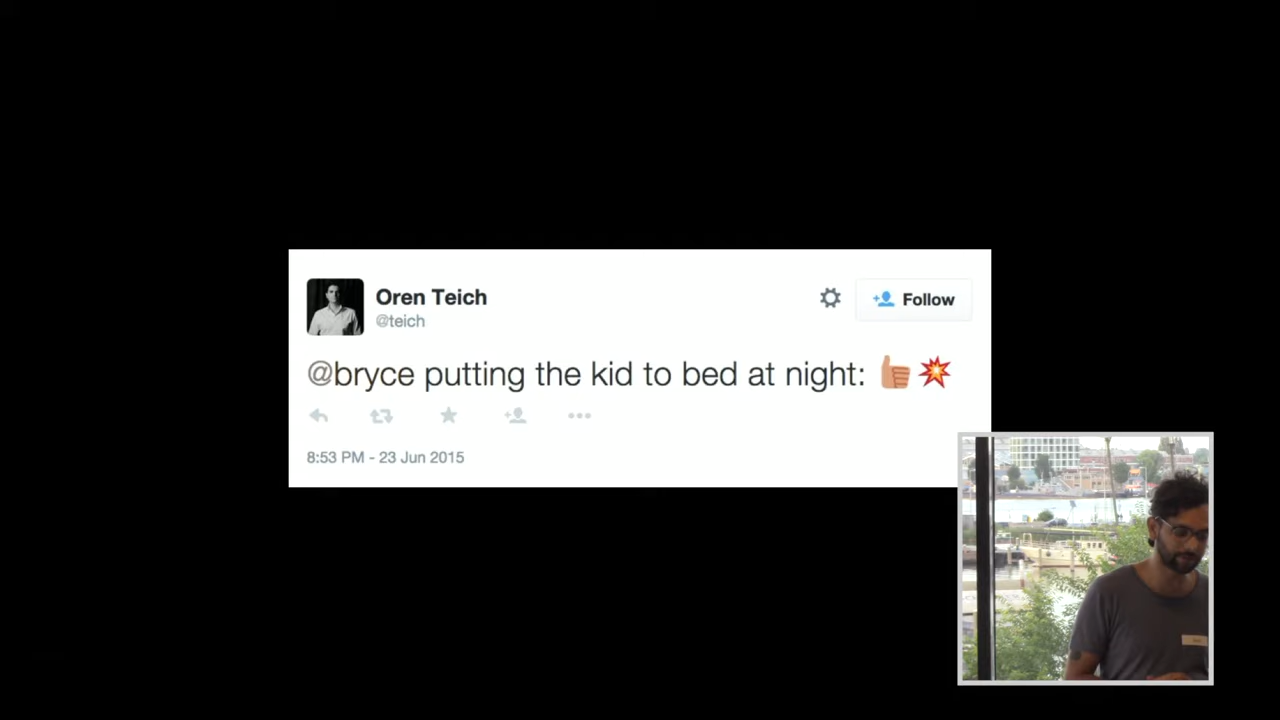 Oren Teich
@teich
Follow
@bryce putting the kid to bed at night: 👍💥
8:53 PM - 23 Jun 2015